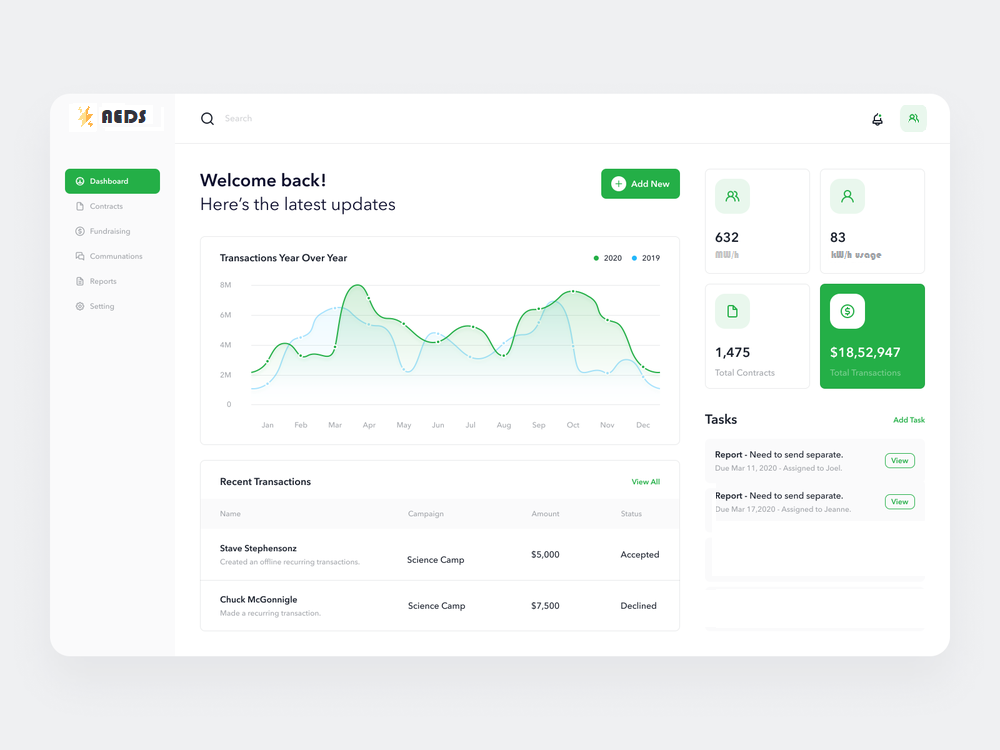 AEDS
Search
Dashboard
Contracts
Fundraising
Communations
Reports
Setting
Welcome back!
Here's the latest updates
Add New
Transactions Year Over Year
2020
2019
8M
6M
4M
2M
0
Jan Feb Mar Apr May Jun Jul Aug Sep Oct Nov Dec
Recent Transactions
View All
Name Campaign Amount Status
Stave Stephensonz
Created an offline recurring transactions.
Science Camp
$5,000
Accepted
Chuck McGonnigle
Made a recurring transaction.
Science Camp
$7,500
Declined
632
MW/h
83
kW/h usage
1,475
Total Contracts
$18,52,947
Total Transactions
Tasks
Add Task
Report - Need to send separate.
Due Mar 11, 2020 - Assigned to Joel.
View
Report - Need to send separate.
Due Mar 17,2020 - Assigned to Jeanne.
View